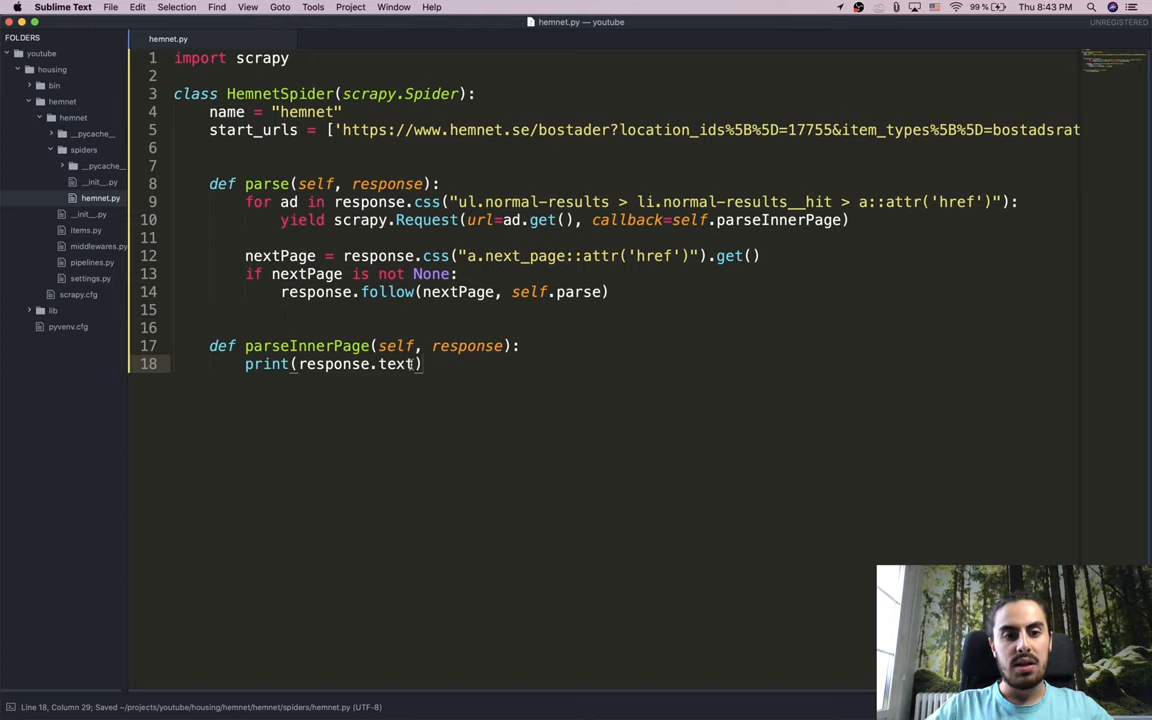 Sublime Text File Edit Selection Find View Goto Tools Project Window Help 99% Thu 8:43 PM
hemnet.py — youtube UNREGISTERED
FOLDERS
youtube
housing
bin
hemnet
hemnet
__pycache__
spiders
__pycache__
__init__.py
hemnet.py
__init__.py
items.py
middlewares.py
pipelines.py
settings.py
scrapy.cfg
lib
pyvenv.cfg
hemnet.py
1 import scrapy
2
3 class HemnetSpider(scrapy.Spider):
4 name = "hemnet"
5 start_urls = ['https://www.hemnet.se/bostader?location_ids%5B%5D=17755&item_types%5B%5D=bostadsrat
6
7
8 def parse(self, response):
9 for ad in response.css("ul.normal-results > li.normal-results__hit > a::attr('href')"):
10 yield scrapy.Request(url=ad.get(), callback=self.parseInnerPage)
11
12 nextPage = response.css("a.next_page::attr('href')").get()
13 if nextPage is not None:
14 response.follow(nextPage, self.parse)
15
16
17 def parseInnerPage(self, response):
18 print(response.text)
Line 18, Column 29; Saved ~/projects/youtube/housing/hemnet/hemnet/spiders/hemnet.py (UTF-8)